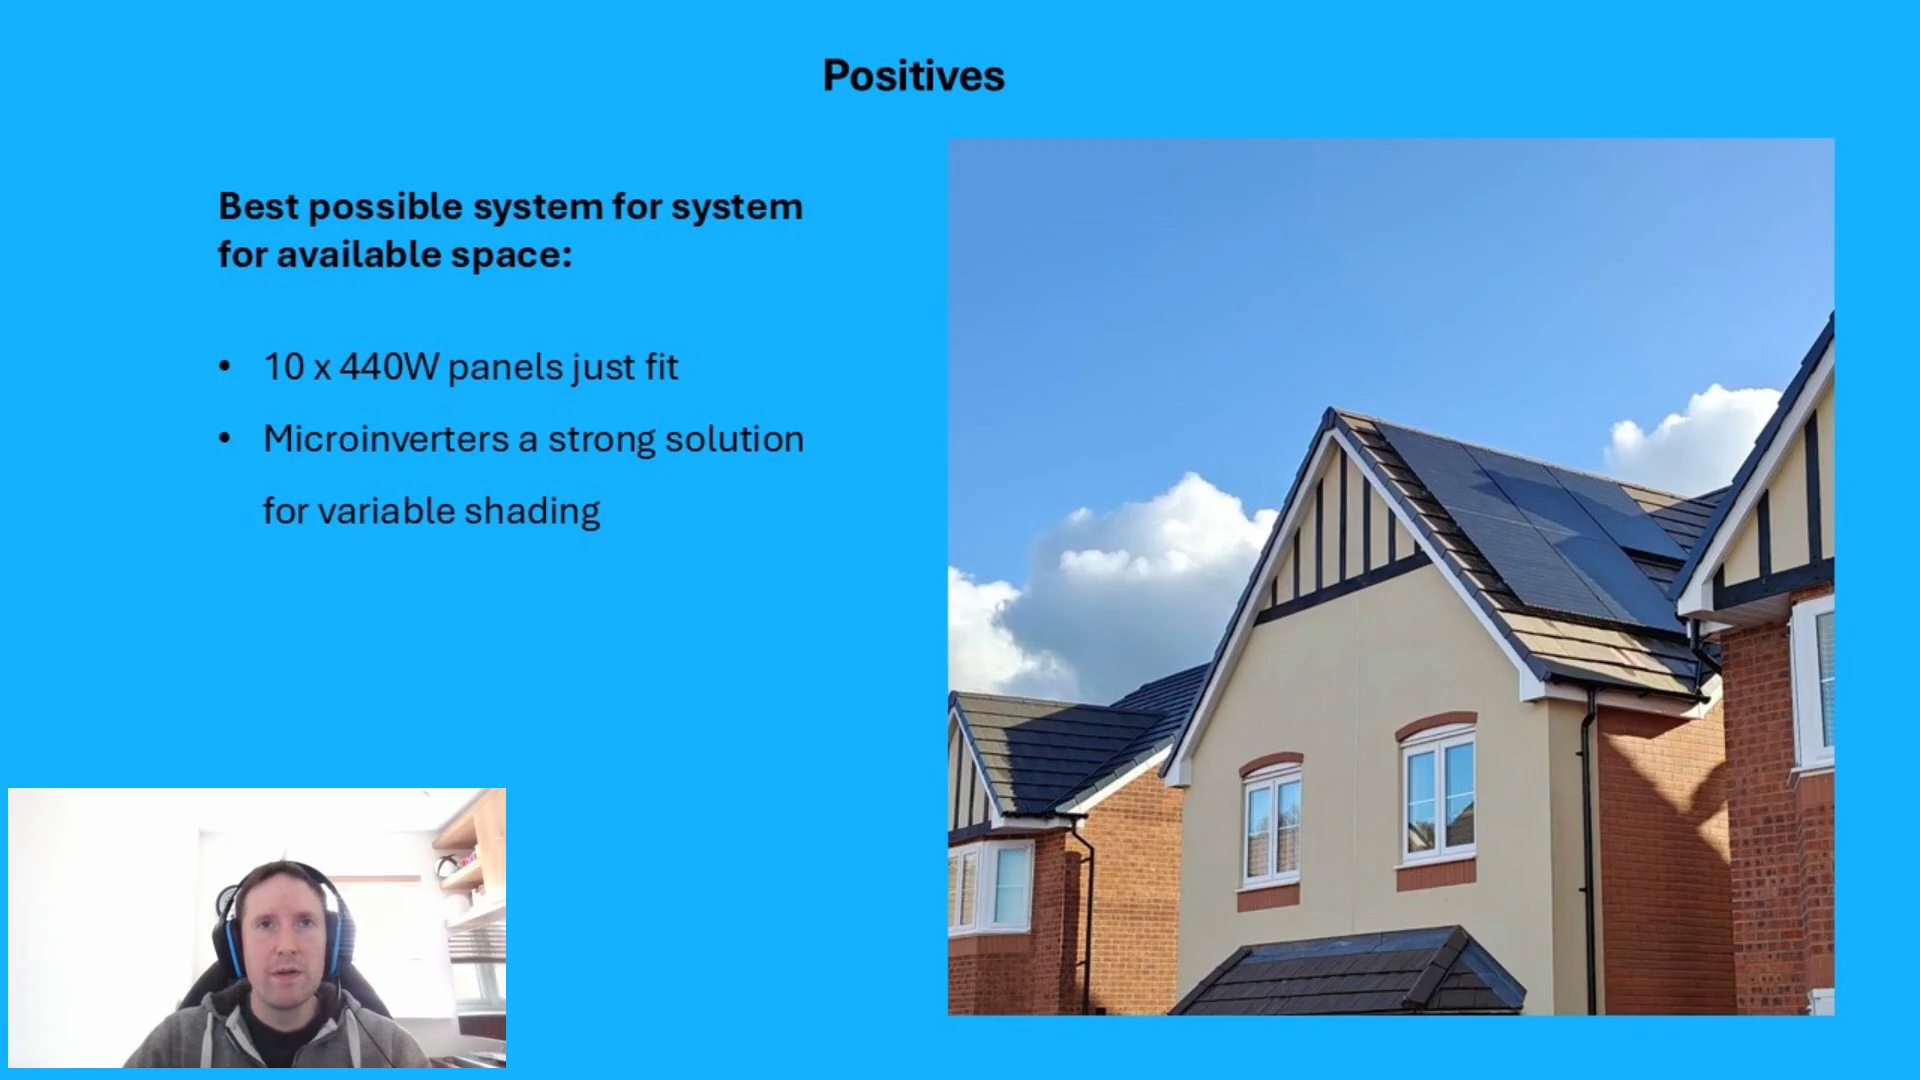 Positives
Best possible system for system
for available space:
• 10 x 440W panels just fit
• Microinverters a strong solution
for variable shading